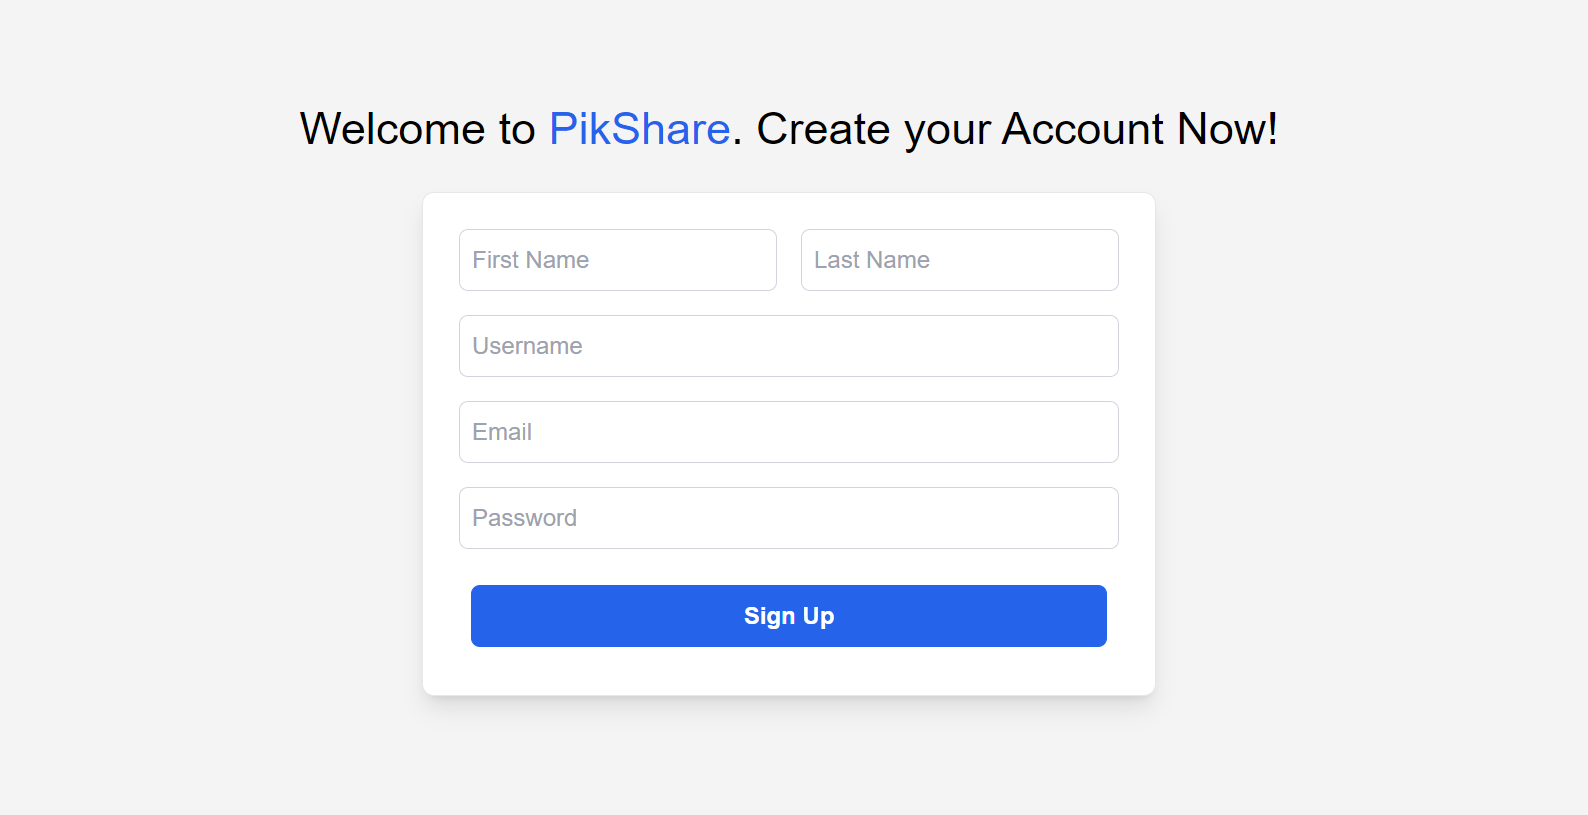 Welcome to PikShare. Create your Account Now!
First Name
Last Name
Username
Email
Password
Sign Up